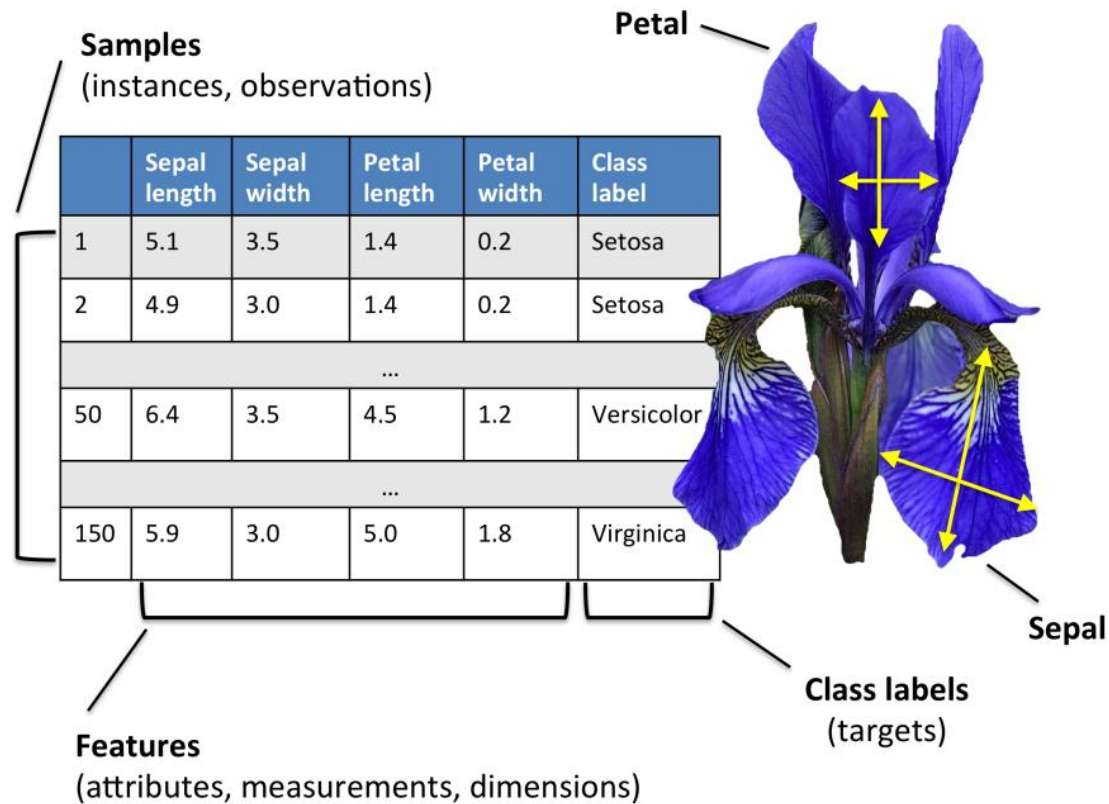 Samples
(instances, observations)
Petal
Sepal length Sepal width Petal length Petal width Class label
1 5.1 3.5 1.4 0.2 Setosa
2 4.9 3.0 1.4 0.2 Setosa
...
50 6.4 3.5 4.5 1.2 Versicolor
...
150 5.9 3.0 5.0 1.8 Virginica
Sepal
Class labels
(targets)
Features
(attributes, measurements, dimensions)